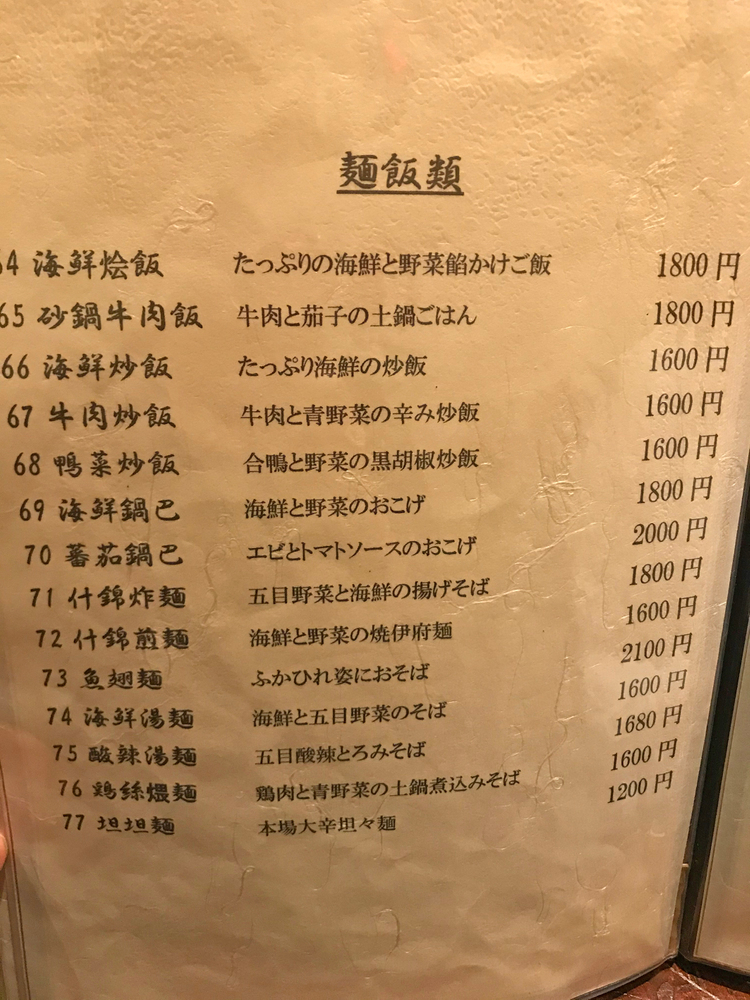 麺飯類
64 海鮮烩飯 たっぷりの海鮮と野菜餡かけご飯 1800円
65 砂鍋牛肉飯 牛肉と茄子の土鍋ごはん 1800円
66 海鮮炒飯 たっぷり海鮮の炒飯 1600円
67 牛肉炒飯 牛肉と青野菜の辛み炒飯 1600円
68 鴨菜炒飯 合鴨と野菜の黒胡椒炒飯 1600円
69 海鮮鍋巴 海鮮と野菜のおこげ 1800円
70 蕃茄鍋巴 エビとトマトソースのおこげ 2000円
71 什錦炸麺 五目野菜と海鮮の揚げそば 1800円
72 什錦煎麺 海鮮と野菜の焼伊府麺 1600円
73 魚翅麺 ふかひれ姿におそば 2100円
74 海鮮湯麺 海鮮と五目野菜のそば 1600円
75 酸辣湯麺 五目酸辣とろみそば 1680円
76 鶏絲煨麺 鶏肉と青野菜の土鍋煮込みそば 1600円
77 坦坦麺 本場大辛坦々麺 1200円